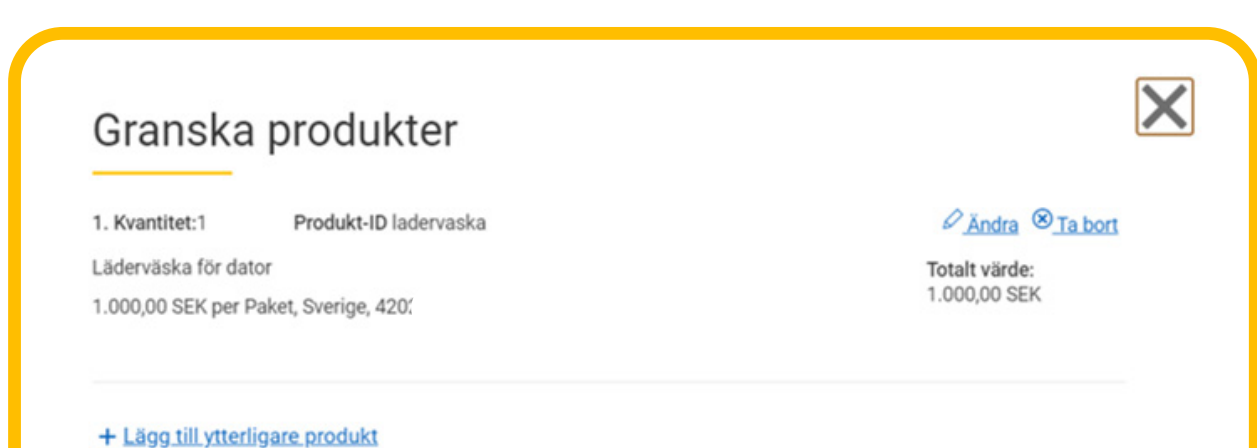 Granska produkter
1. Kvantitet:1 Produkt-ID ladervaska Ändra Ta bort
Läderväska för dator Totalt värde:
1.000,00 SEK per Paket, Sverige, 1.000,00 SEK
+ Lägg till ytterligare produkt